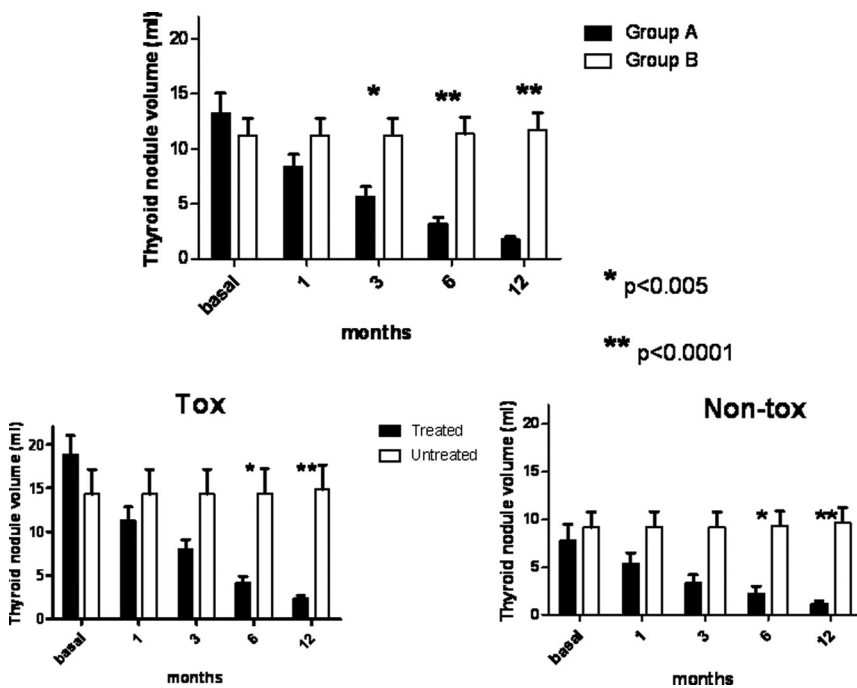 Thyroid nodule volume (ml)
20
15
10
5
0
* ** **
basal 1 3 6 12
months
Group A
Group B
* p<0.005
** p<0.0001
Tox
Thyroid nodule volume (ml)
20
15
10
5
0
* **
basal 1 3 6 12
months
Treated
Untreated
Non-tox
Thyroid nodule volume (ml)
20
15
10
5
0
* **
basal 1 3 6 12
months